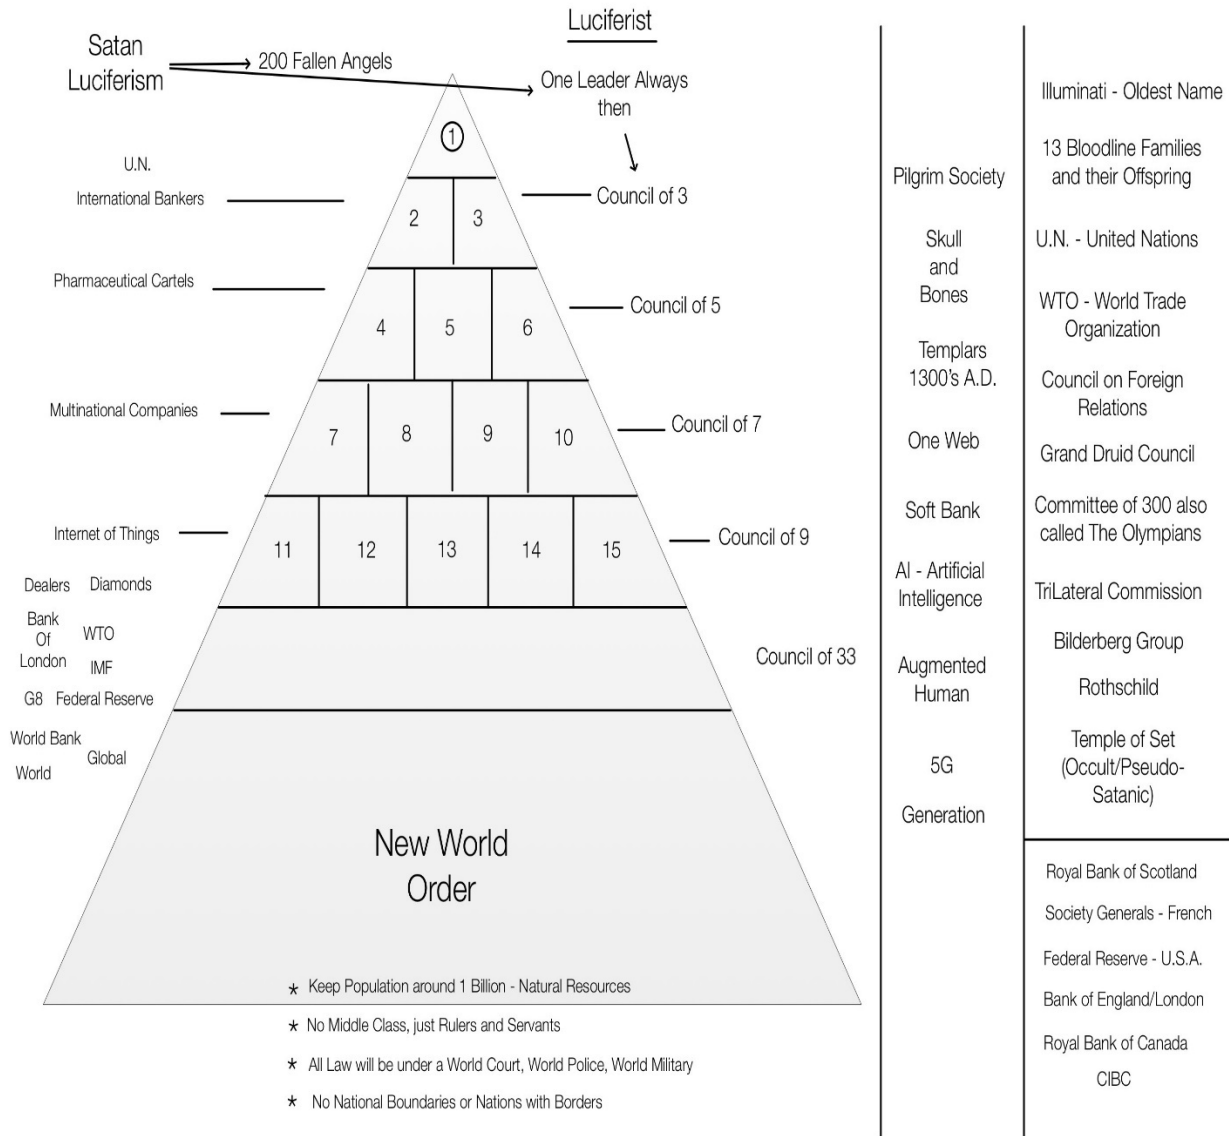 Satan
Luciferism
200 Fallen Angels
Luciferist
One Leader Always
then
1
U.N.
International Bankers
2
3
Council of 3
Pharmaceutical Cartels
4
5
6
Council of 5
Multinational Companies
7
8
9
10
Council of 7
Internet of Things
11
12
13
14
15
Council of 9
Dealers
Diamonds
Bank
Of
London
WTO
IMF
G8
Federal Reserve
Council of 33
World Bank
World
Global
New World
Order
* Keep Population around 1 Billion - Natural Resources
* No Middle Class, just Rulers and Servants
* All Law will be under a World Court, World Police, World Military
* No National Boundaries or Nations with Borders
Pilgrim Society
Skull
and
Bones
Templars
1300's A.D.
One Web
Soft Bank
AI - Artificial
Intelligence
Augmented
Human
5G
Generation
Illuminati - Oldest Name
13 Bloodline Families
and their Offspring
U.N. - United Nations
WTO - World Trade
Organization
Council on Foreign
Relations
Grand Druid Council
Committee of 300 also
called The Olympians
TriLateral Commission
Bilderberg Group
Rothschild
Temple of Set
(Occult/Pseudo-
Satanic)
Royal Bank of Scotland
Society Generals - French
Federal Reserve - U.S.A.
Bank of England/London
Royal Bank of Canada
CIBC